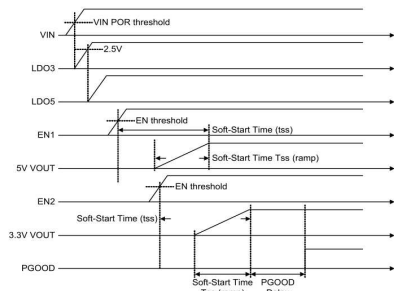 VIN
VIN POR threshold
2.5V
LDO3
LDO5
EN threshold
EN1
Soft-Start Time (tss)
Soft-Start Time Tss (ramp)
5V VOUT
EN threshold
EN2
Soft-Start Time (tss)
3.3V VOUT
PGOOD
Soft-Start Time
PGOOD